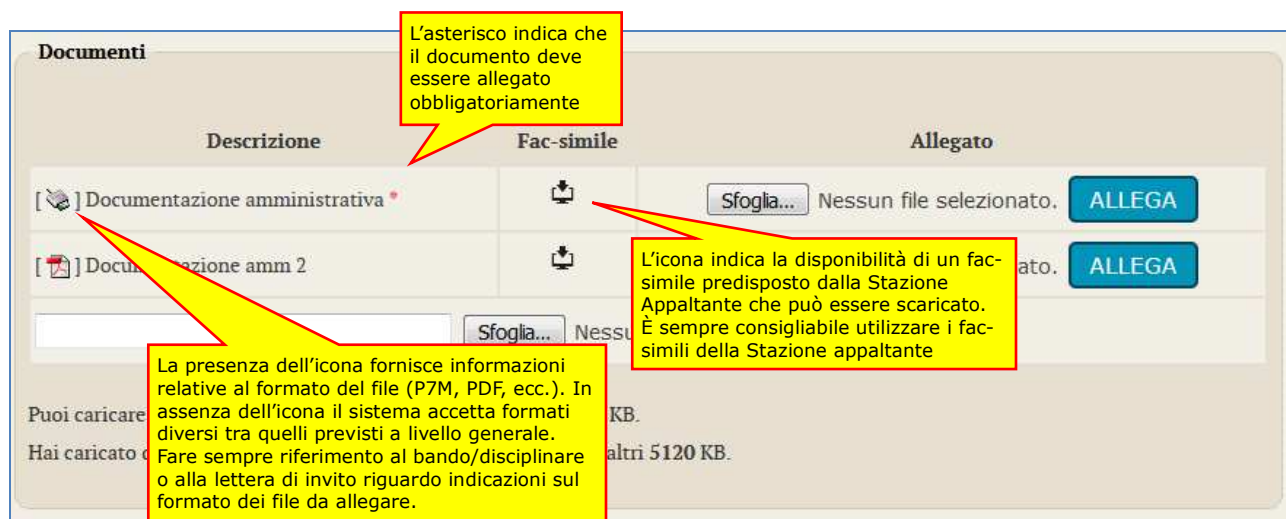 L'asterisco indica che
il documento deve
essere allegato
obbligatoriamente
Documenti
Descrizione Fac-simile Allegato
[ ] Documentazione amministrativa * Sfoglia... Nessun file selezionato. ALLEGA
[ ] Docu azione amm 2 ato. ALLEGA
L'icona indica la disponibilità di un fac-
simile predisposto dalla Stazione
Appaltante che può essere scaricato.
È sempre consigliabile utilizzare i fac-
simili della Stazione appaltante
Sfoglia... Nessu
La presenza dell'icona fornisce informazioni
relative al formato del file (P7M, PDF, ecc.). In
assenza dell'icona il sistema accetta formati
diversi tra quelli previsti a livello generale.
Fare sempre riferimento al bando/disciplinare
o alla lettera di invito riguardo indicazioni sul
formato dei file da allegare.
Puoi caricare KB.
Hai caricato altri 5120 KB.